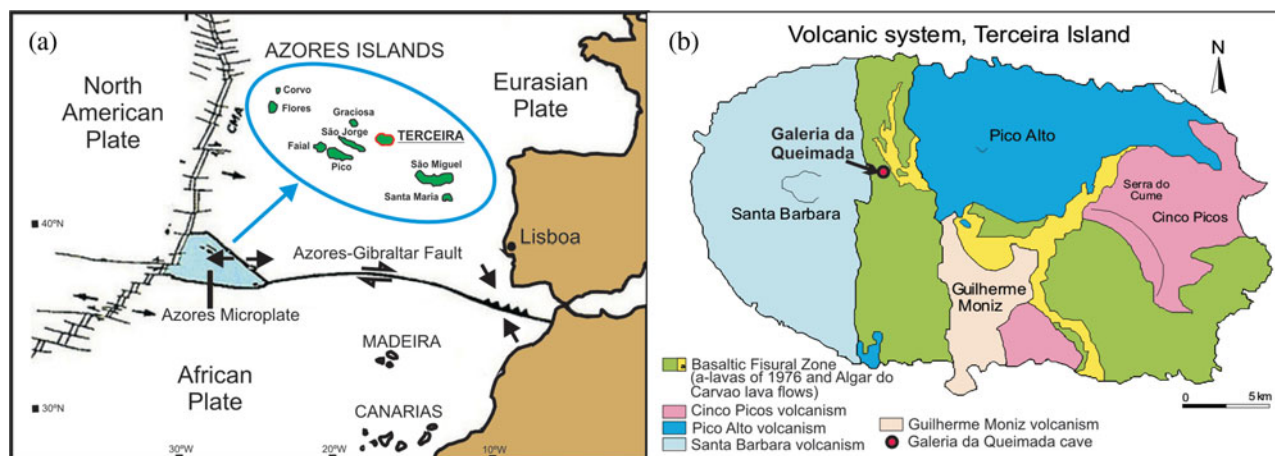 (a)
AZORES ISLANDS
North
American
Plate
CMA
Corvo
Flores
Graciosa
São Jorge
TERCEIRA
Faial
Pico
São Miguel
Santa Maria
Eurasian
Plate
40ºN
Lisboa
Azores-Gibraltar Fault
Azores Microplate
MADEIRA
African
Plate
CANARIAS
30ºN
30ºW
20ºW
10ºW
(b)
Volcanic system, Terceira Island
N
Galeria da
Queimada
Pico Alto
Santa Barbara
Serra do
Cume
Cinco Picos
Guilherme
Moniz
Basaltic Fisural Zone
(a-lavas of 1976 and Algar do
Carvao lava flows)
Cinco Picos volcanism
Pico Alto volcanism
Santa Barbara volcanism
Guilherme Moniz volcanism
Galeria da Queimada cave
0 5 km